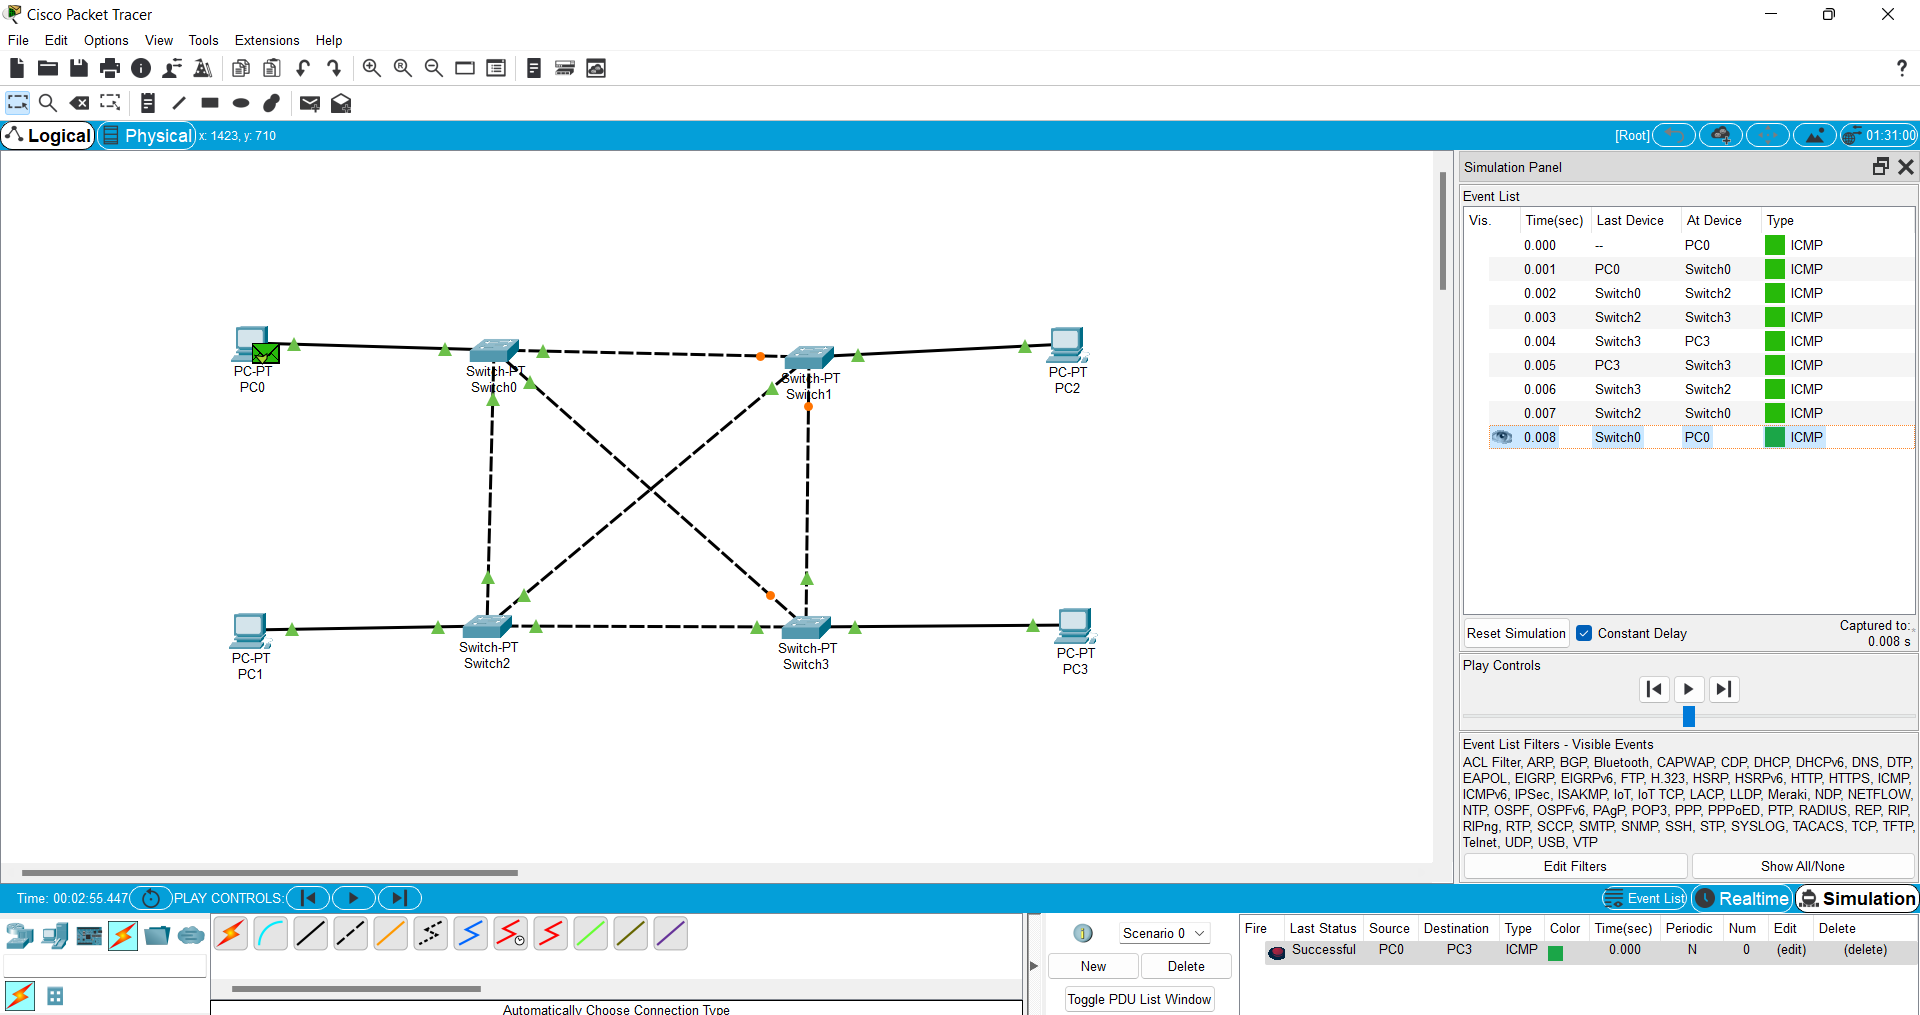 Cisco Packet Tracer
File Edit Options View Tools Extensions Help
?
Logical Physical x: 1423, y: 710 [Root] 01:31:00
Simulation Panel
Event List
Vis. Time(sec) Last Device At Device Type
0.000 -- PC0 ICMP
0.001 PC0 Switch0 ICMP
0.002 Switch0 Switch2 ICMP
0.003 Switch2 Switch3 ICMP
0.004 Switch3 PC3 ICMP
0.005 PC3 Switch3 ICMP
0.006 Switch3 Switch2 ICMP
0.007 Switch2 Switch0 ICMP
0.008 Switch0 PC0 ICMP
PC-PT
PC0
Switch-PT
Switch0
Switch-PT
Switch1
PC-PT
PC2
PC-PT
PC1
Switch-PT
Switch2
Switch-PT
Switch3
PC-PT
PC3
Reset Simulation Constant Delay
Captured to:
0.008 s
Play Controls
Event List Filters - Visible Events
ACL Filter, ARP, BGP, Bluetooth, CAPWAP, CDP, DHCP, DHCPv6, DNS, DTP,
EAPOL, EIGRP, EIGRPv6, FTP, H.323, HSRP, HSRPv6, HTTP, HTTPS, ICMP,
ICMPv6, IPSec, ISAKMP, IoT, IoT TCP, LACP, LLDP, Meraki, NDP, NETFLOW,
NTP, OSPF, OSPFv6, PAgP, POP3, PPP, PPPoED, PTP, RADIUS, REP, RIP,
RIPng, RTP, SCCP, SMTP, SNMP, SSH, STP, SYSLOG, TACACS, TCP, TFTP,
Telnet, UDP, USB, VTP
Edit Filters Show All/None
Time: 00:02:55.447 PLAY CONTROLS: Event List Realtime Simulation
1 Scenario 0
New Delete
Toggle PDU List Window
Fire Last Status Source Destination Type Color Time(sec) Periodic Num Edit Delete
Successful PC0 PC3 ICMP 0.000 N 0 (edit) (delete)
Automatically Choose Connection Type